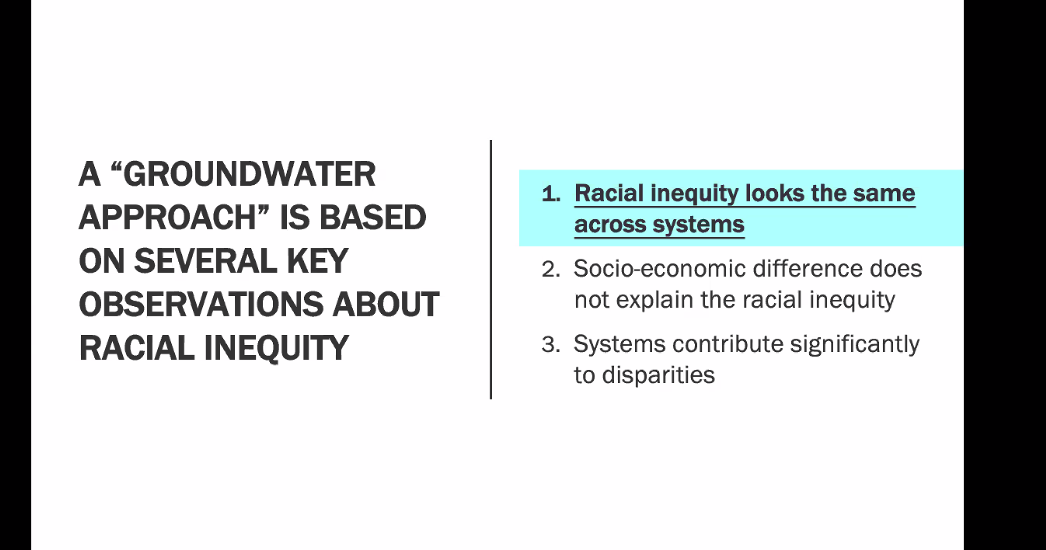 A “GROUNDWATER
APPROACH” IS BASED
ON SEVERAL KEY
OBSERVATIONS ABOUT
RACIAL INEQUITY
1. Racial inequity looks the same
across systems
2. Socio-economic difference does
not explain the racial inequity
3. Systems contribute significantly
to disparities